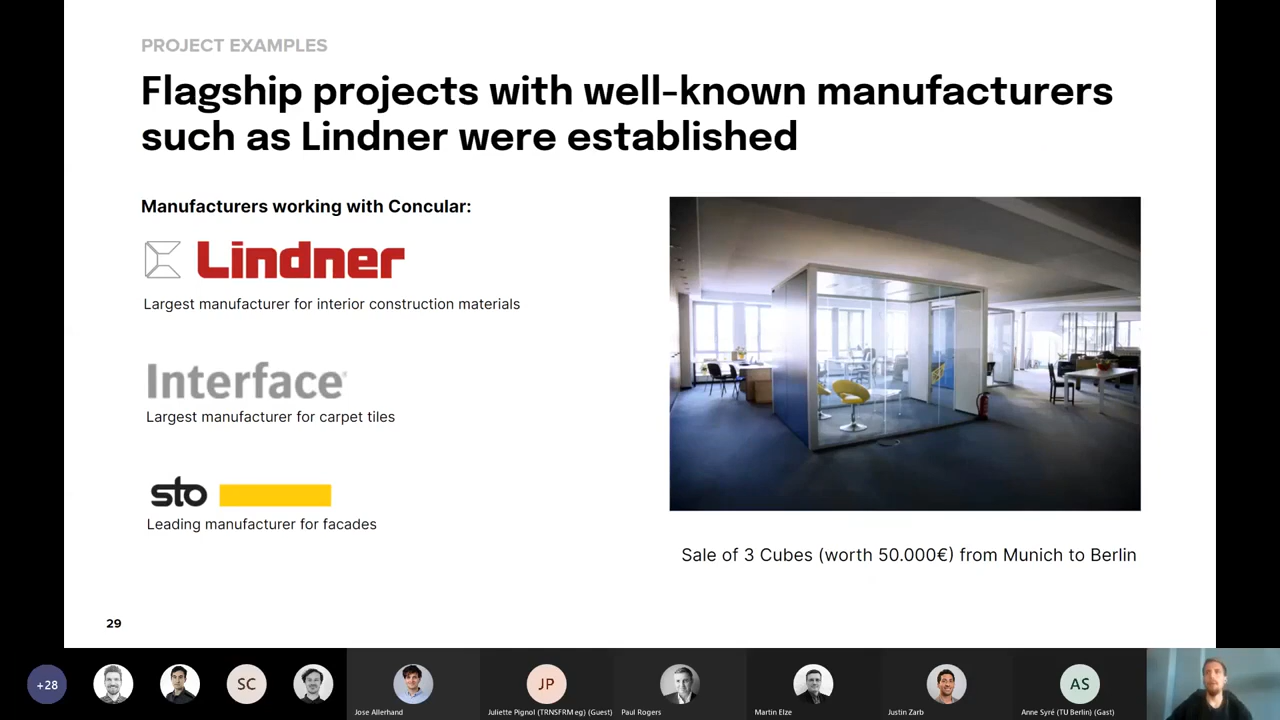 PROJECT EXAMPLES
Flagship projects with well-known manufacturers
such as Lindner were established
Manufacturers working with Concular:
Lindner
Largest manufacturer for interior construction materials
Interface®
Largest manufacturer for carpet tiles
sto
Leading manufacturer for facades
Sale of 3 Cubes (worth 50.000€) from Munich to Berlin
29
+28
SC
JP
AS
Jose Allerhand
Juliette Pignol (TRNSFRM eg) (Guest)
Paul Rogers
Martin Elze
Justin Zarb
Anne Syré (TU Berlin) (Gast)